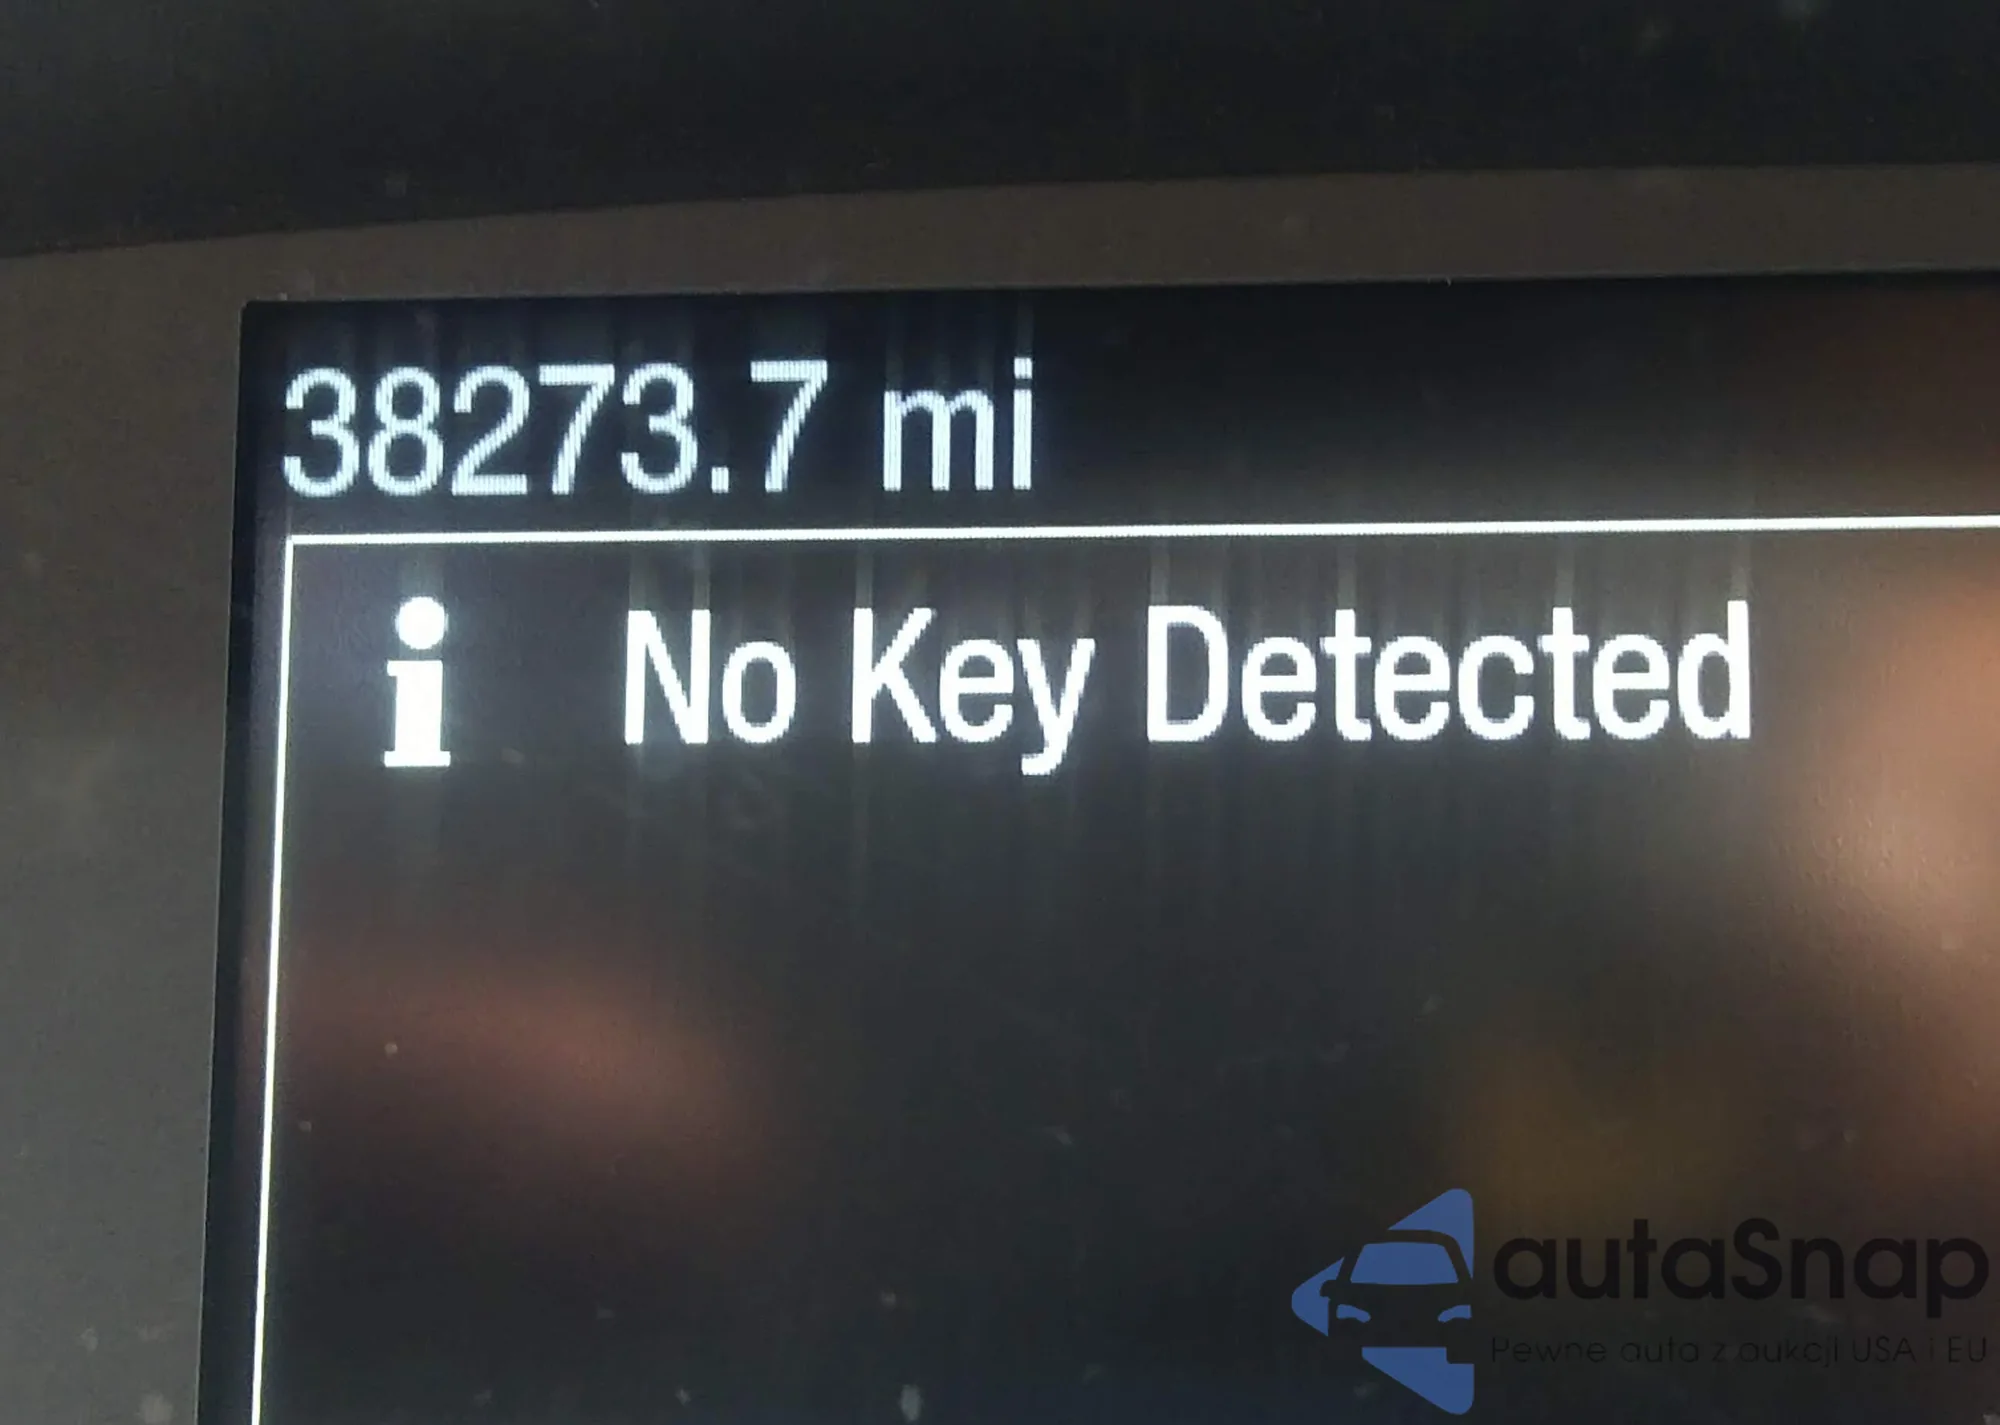 38273.7 mi
i No Key Detected
autaSnap
Pewne auta z aukcji USA i EU